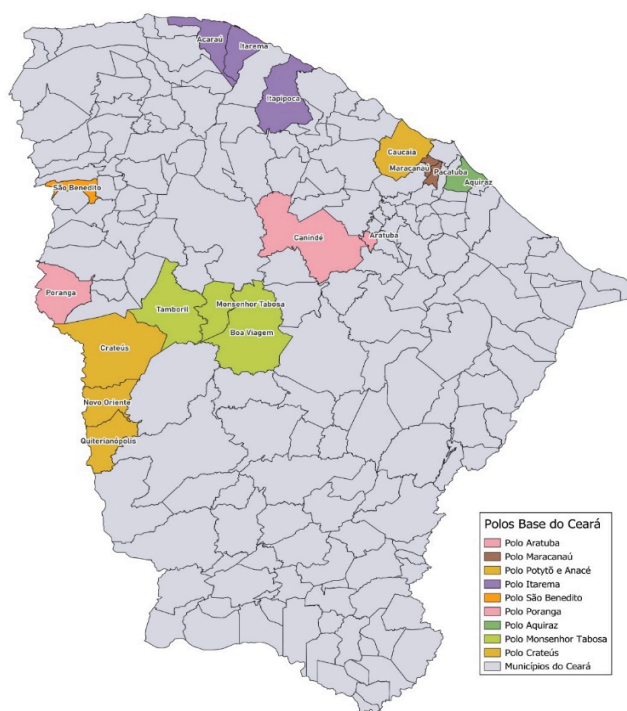 Acaraú
Itarema
Itapipoca
Caucaia
Maracanaú
Pacatuba
Aquiraz
São Benedito
Canindé
Aratuba
Poranga
Tamboril
Monsenhor Tabosa
Boa Viagem
Crateús
Novo Oriente
Quiterianópolis
Polos Base do Ceará
Polo Aratuba
Polo Maracanaú
Polo Potytõ e Anacé
Polo Itarema
Polo São Benedito
Polo Poranga
Polo Aquiraz
Polo Monsenhor Tabosa
Polo Crateús
Municípios do Ceará